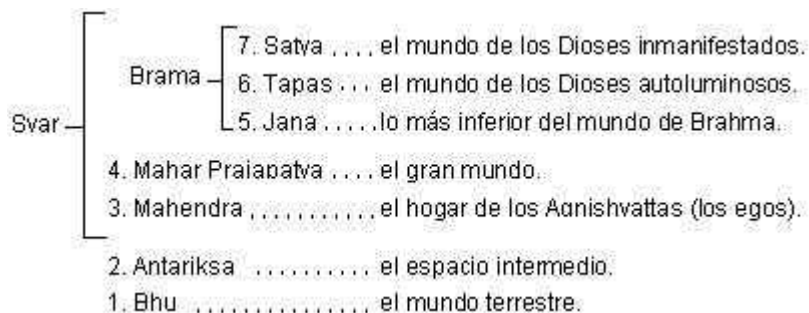 7. Satya .... el mundo de los Dioses inmanifestados.
Brama
6. Tapas ... el mundo de los Dioses autoluminosos.
Svar
5. Jana .....lo más inferior del mundo de Brahma.
4. Mahar Prajapatya .... el gran mundo.
3. Mahendra ........... el hogar de los Agnishvattas (los egos).
2. Antariksa .......... el espacio intermedio.
1. Bhu ............... el mundo terrestre.